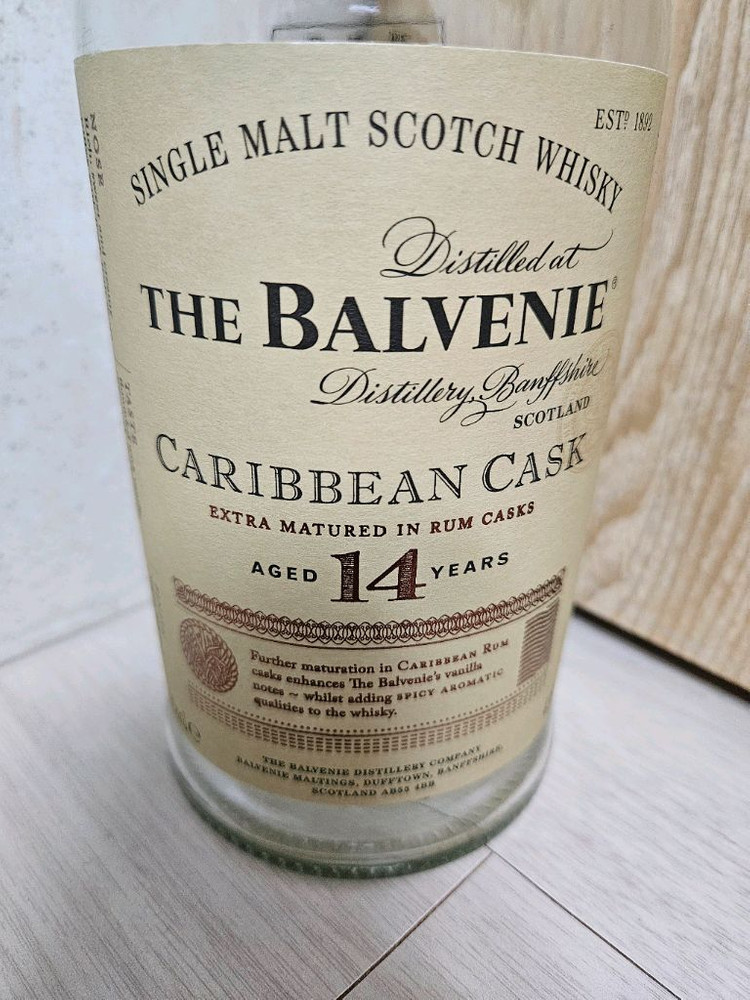 ESTD 1892
SINGLE MALT SCOTCH WHISKY
Distilled at
THE BALVENIE®
Distillery, Banffshire
SCOTLAND
CARIBBEAN CASK
EXTRA MATURED IN RUM CASKS
AGED 14 YEARS
Further maturation in CARIBBEAN RUM
casks enhances The Balvenie's vanilla
notes ~ whilst adding SPICY AROMATIC
qualities to the whisky.
THE BALVENIE DISTILLERY COMPANY
BALVENIE MALTINGS, DUFFTOWN, BANFFSHIRE,
SCOTLAND AB55 4BB
NOSE
TASTE